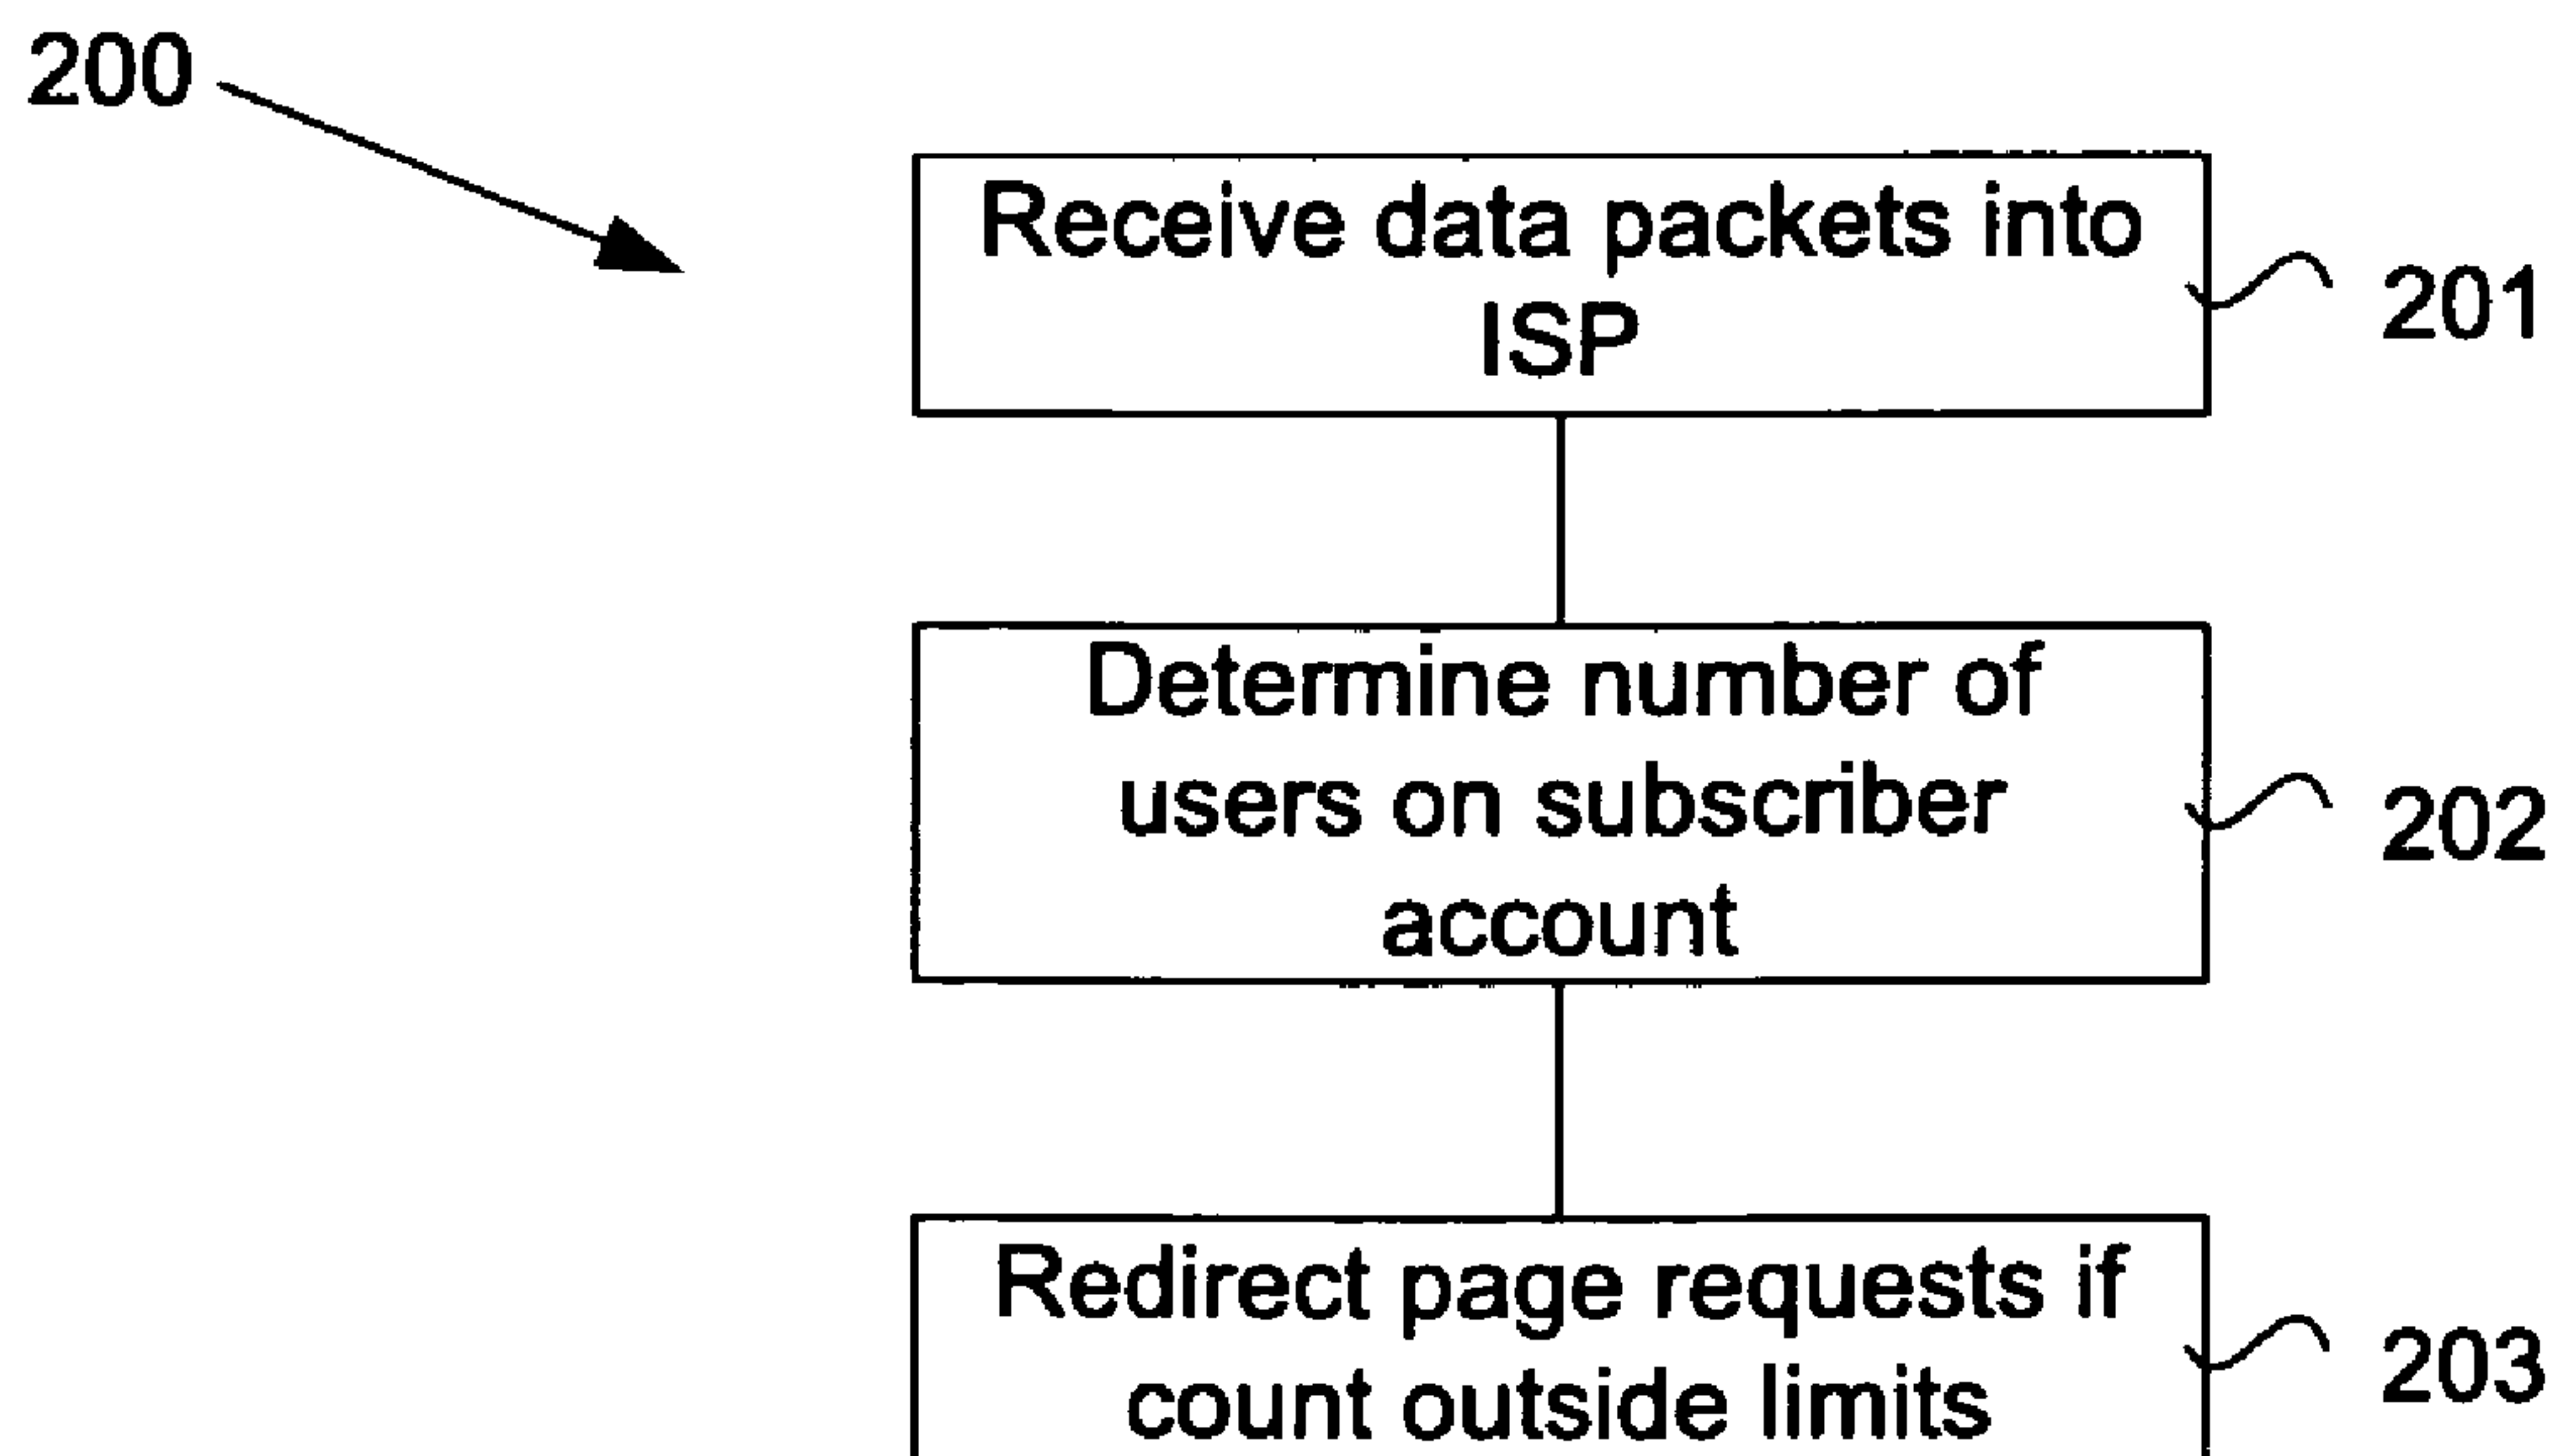 200
Receive data packets into
ISP
201
Determine number of
users on subscriber
account
202
Redirect page requests if
count outside limits
203